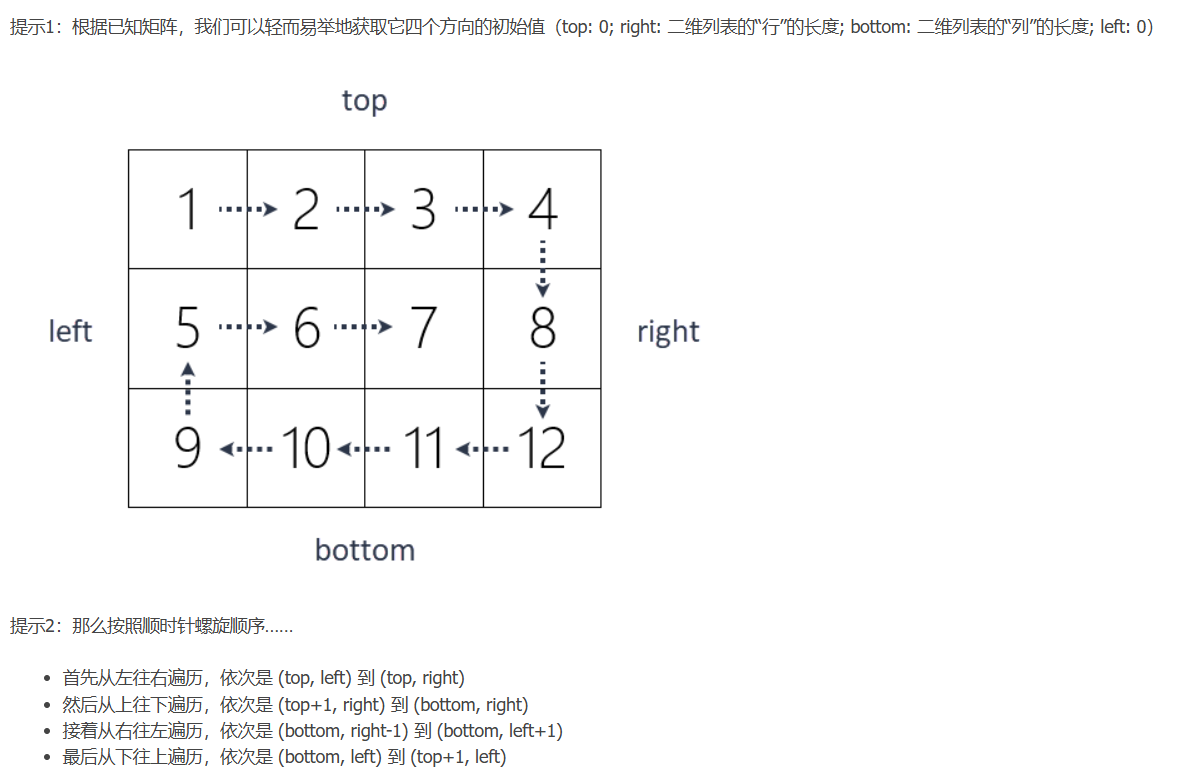 提示1：根据已知矩阵，我们可以轻而易举地获取它四个方向的初始值（top: 0; right: 二维列表的“行”的长度; bottom: 二维列表的“列”的长度; left: 0）
top
1 2 3 4
left 5 6 7 8 right
9 10 11 12
bottom
提示2：那么按照顺时针螺旋顺序……
• 首先从左往右遍历，依次是 (top, left) 到 (top, right)
• 然后从上往下遍历，依次是 (top+1, right) 到 (bottom, right)
• 接着从右往左遍历，依次是 (bottom, right-1) 到 (bottom, left+1)
• 最后从下往上遍历，依次是 (bottom, left) 到 (top+1, left)